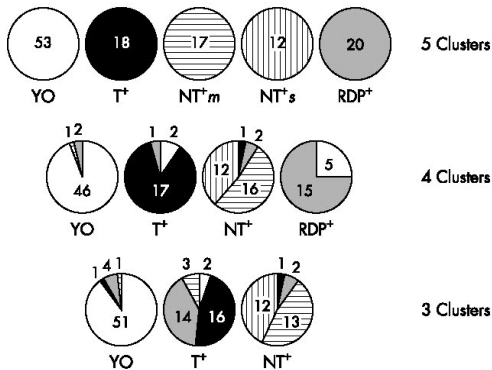 53 18 17 12 20 5 Clusters
YO T+ NT+m NT+s RDP+
1 2 1 2 1 2
46 17 12 16 15 5 4 Clusters
YO T+ NT+ RDP+
1 4 1 3 2 1 2
51 14 16 12 13 3 Clusters
YO T+ NT+